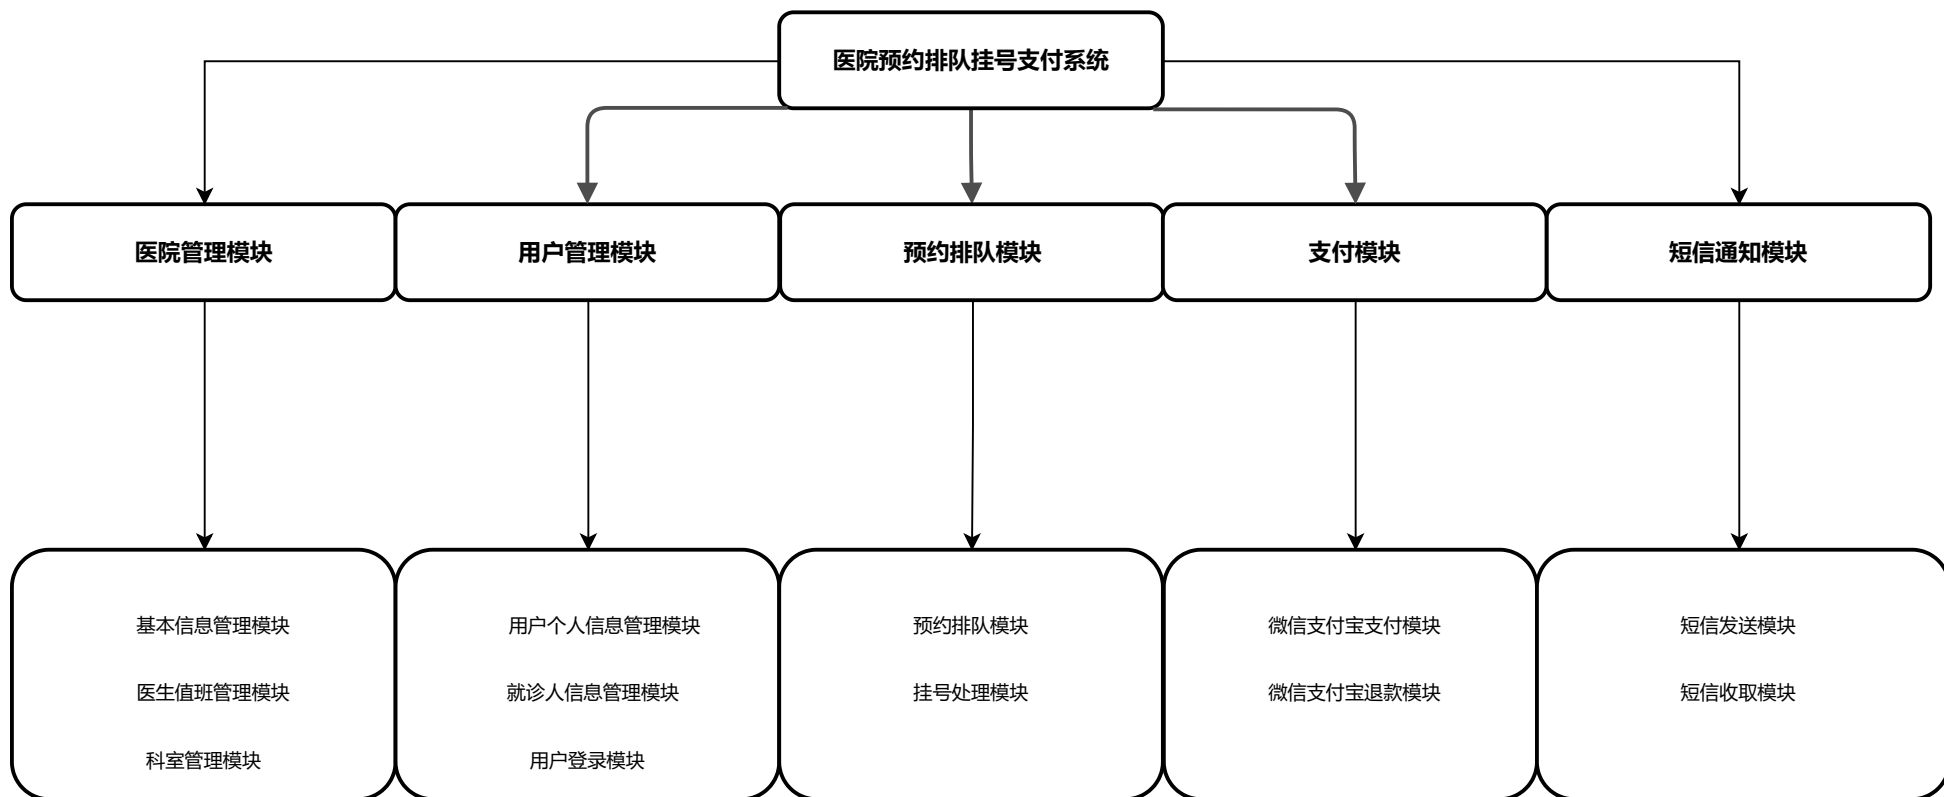 医院预约排队挂号支付系统
医院管理模块
用户管理模块
预约排队模块
支付模块
短信通知模块
基本信息管理模块
医生值班管理模块
科室管理模块
用户个人信息管理模块
就诊人信息管理模块
用户登录模块
预约排队模块
挂号处理模块
微信支付宝支付模块
微信支付宝退款模块
短信发送模块
短信收取模块